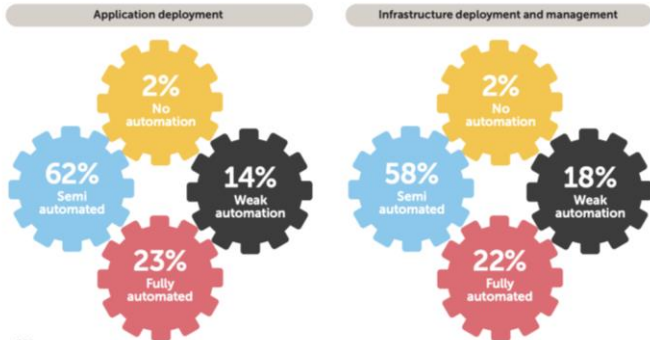 Application deployment
2%
No
automation
62%
Semi
automated
14%
Weak
automation
23%
Fully
automated
Infrastructure deployment and management
2%
No
automation
58%
Semi
automated
18%
Weak
automation
22%
Fully
automated